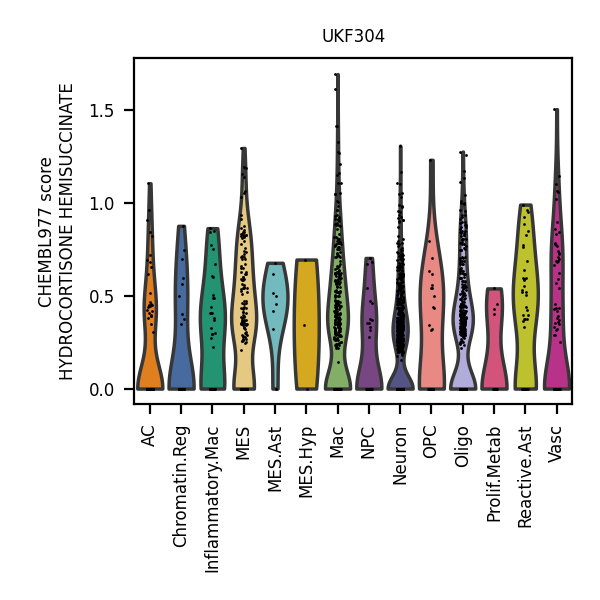 UKF304
CHEMBL977 score
HYDROCORTISONE HEMISUCCINATE
1.5
1.0
0.5
0.0
AC
Chromatin.Reg
Inflammatory.Mac
MES
MES.Ast
MES.Hyp
Mac
NPC
Neuron
OPC
Oligo
Prolif.Metab
Reactive.Ast
Vasc